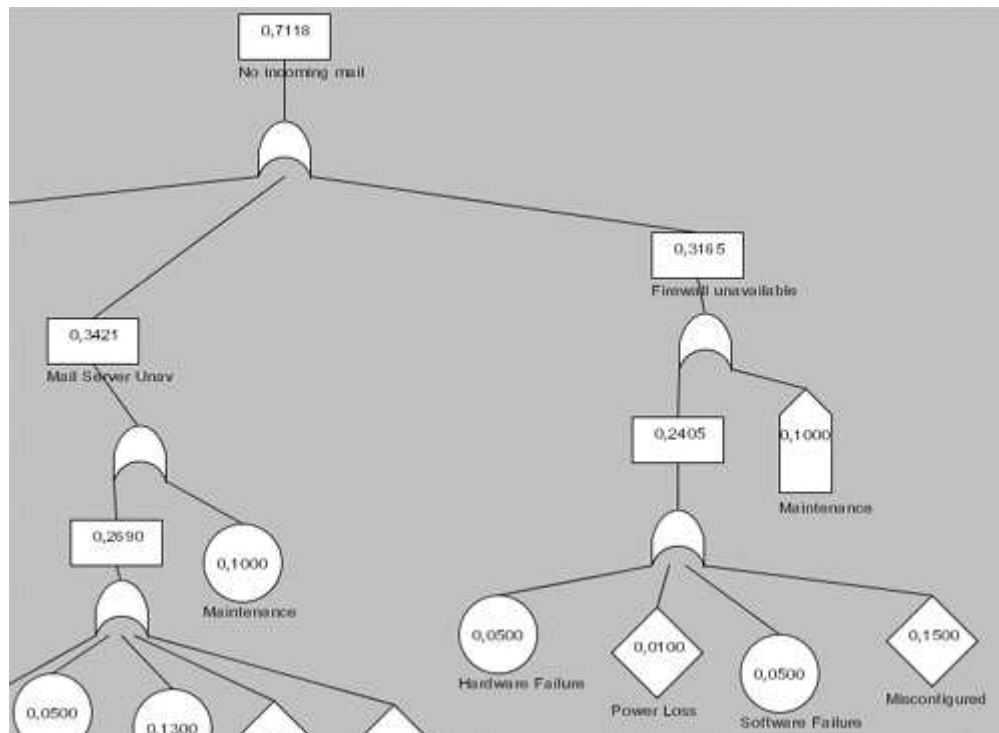 0,7118
No incoming mail
0,3165
Firewall unavailable
0,3421
Mail Server Unav
0,2405
0,1000
Maintenance
0,2690
0,1000
Maintenance
0,0500
Hardware Failure
0,0100
Power Loss
0,0500
Software Failure
0,1500
Misconfigured
0,0500
0,1300